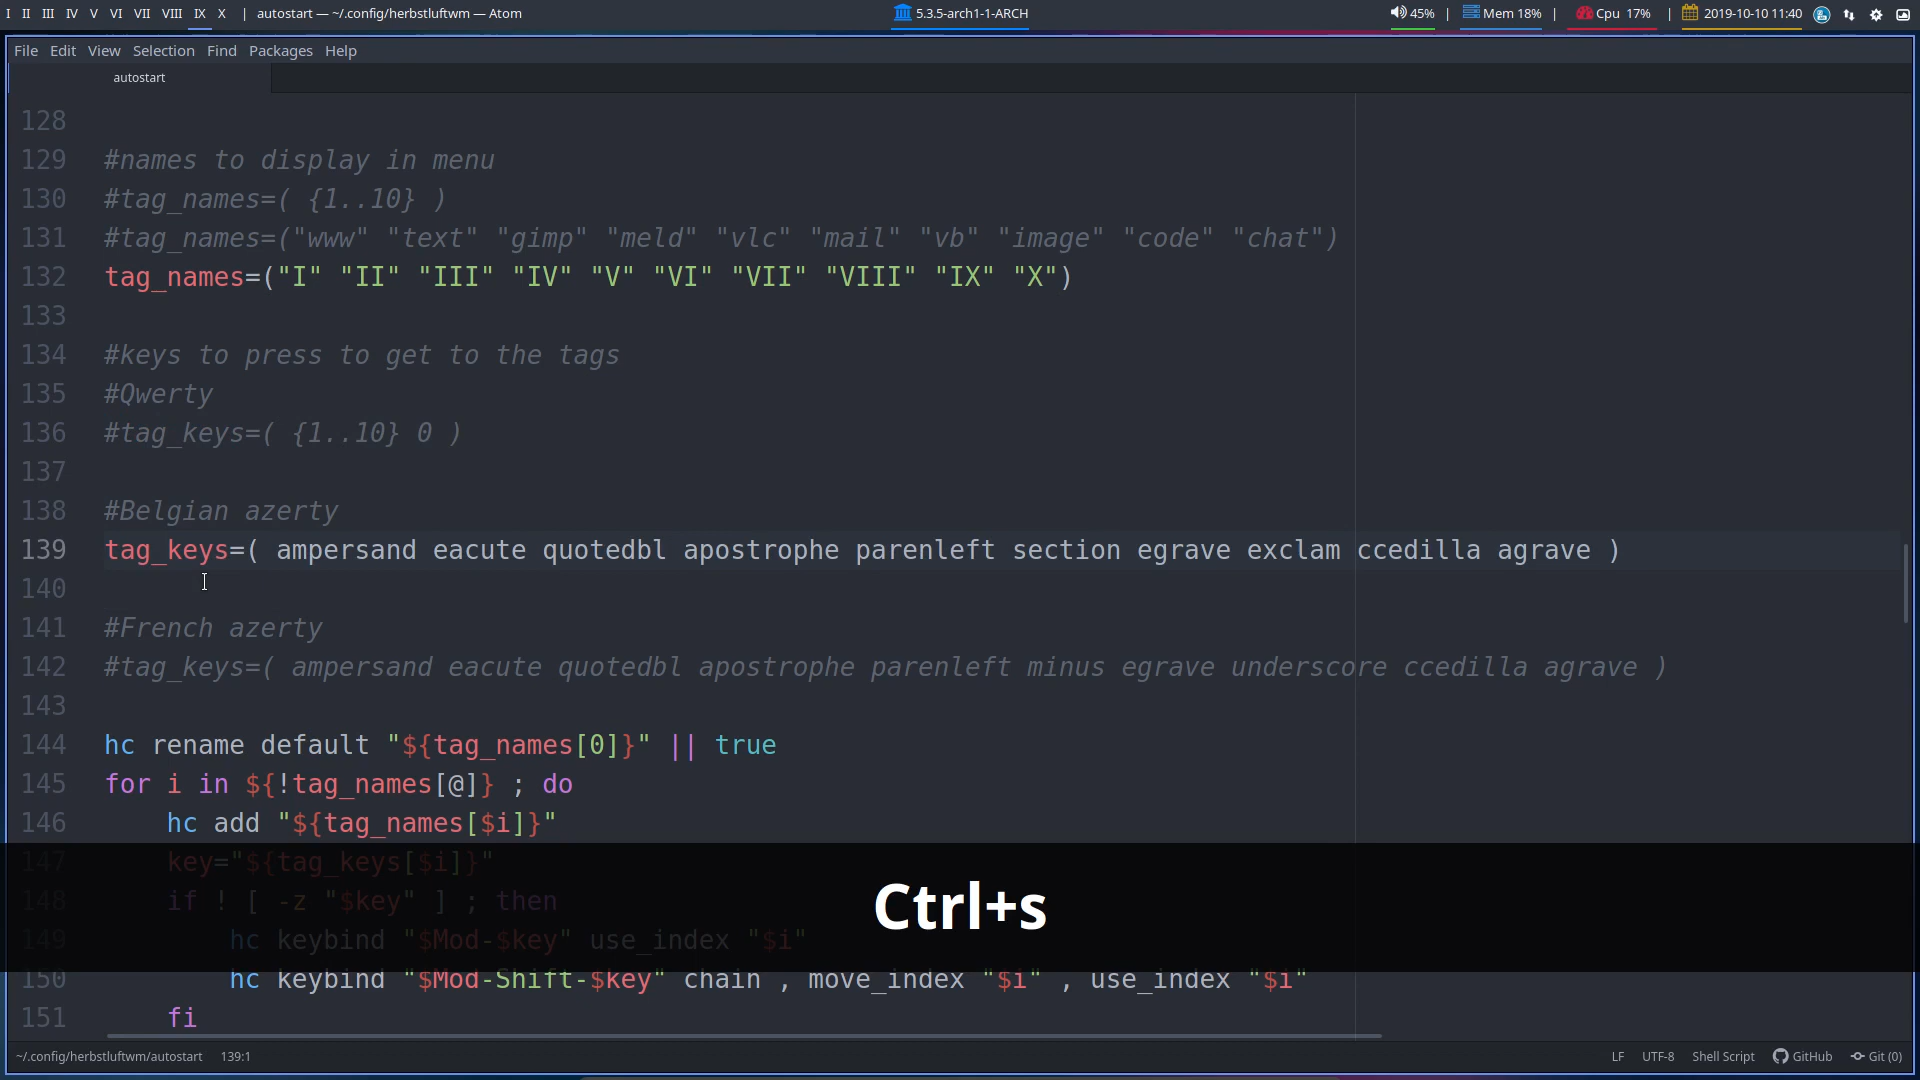 I II III IV V VI VII VIII IX X | autostart — ~/.config/herbstluftwm — Atom 5.3.5-arch1-1-ARCH 45% | Mem 18% | Cpu 17% | 2019-10-10 11:40
File Edit View Selection Find Packages Help
autostart
128
129 #names to display in menu
130 #tag_names=( {1..10} )
131 #tag_names=("www" "text" "gimp" "meld" "vlc" "mail" "vb" "image" "code" "chat")
132 tag_names=("I" "II" "III" "IV" "V" "VI" "VII" "VIII" "IX" "X")
133
134 #keys to press to get to the tags
135 #Qwerty
136 #tag_keys=( {1..10} 0 )
137
138 #Belgian azerty
139 tag_keys=( ampersand eacute quotedbl apostrophe parenleft section egrave exclam ccedilla agrave )
140
141 #French azerty
142 #tag_keys=( ampersand eacute quotedbl apostrophe parenleft minus egrave underscore ccedilla agrave )
143
144 hc rename default "${tag_names[0]}" || true
145 for i in ${!tag_names[@]} ; do
146 hc add "${tag_names[$i]}"
147 key="${tag_keys[$i]}"
148 if ! [ -z "$key" ] ; then
149 hc keybind "$Mod-$key" use_index "$i"
150 hc keybind "$Mod-Shift-$key" chain , move_index "$i" , use_index "$i"
151 fi
Ctrl+s
~/.config/herbstluftwm/autostart 139:1 LF UTF-8 Shell Script GitHub Git (0)